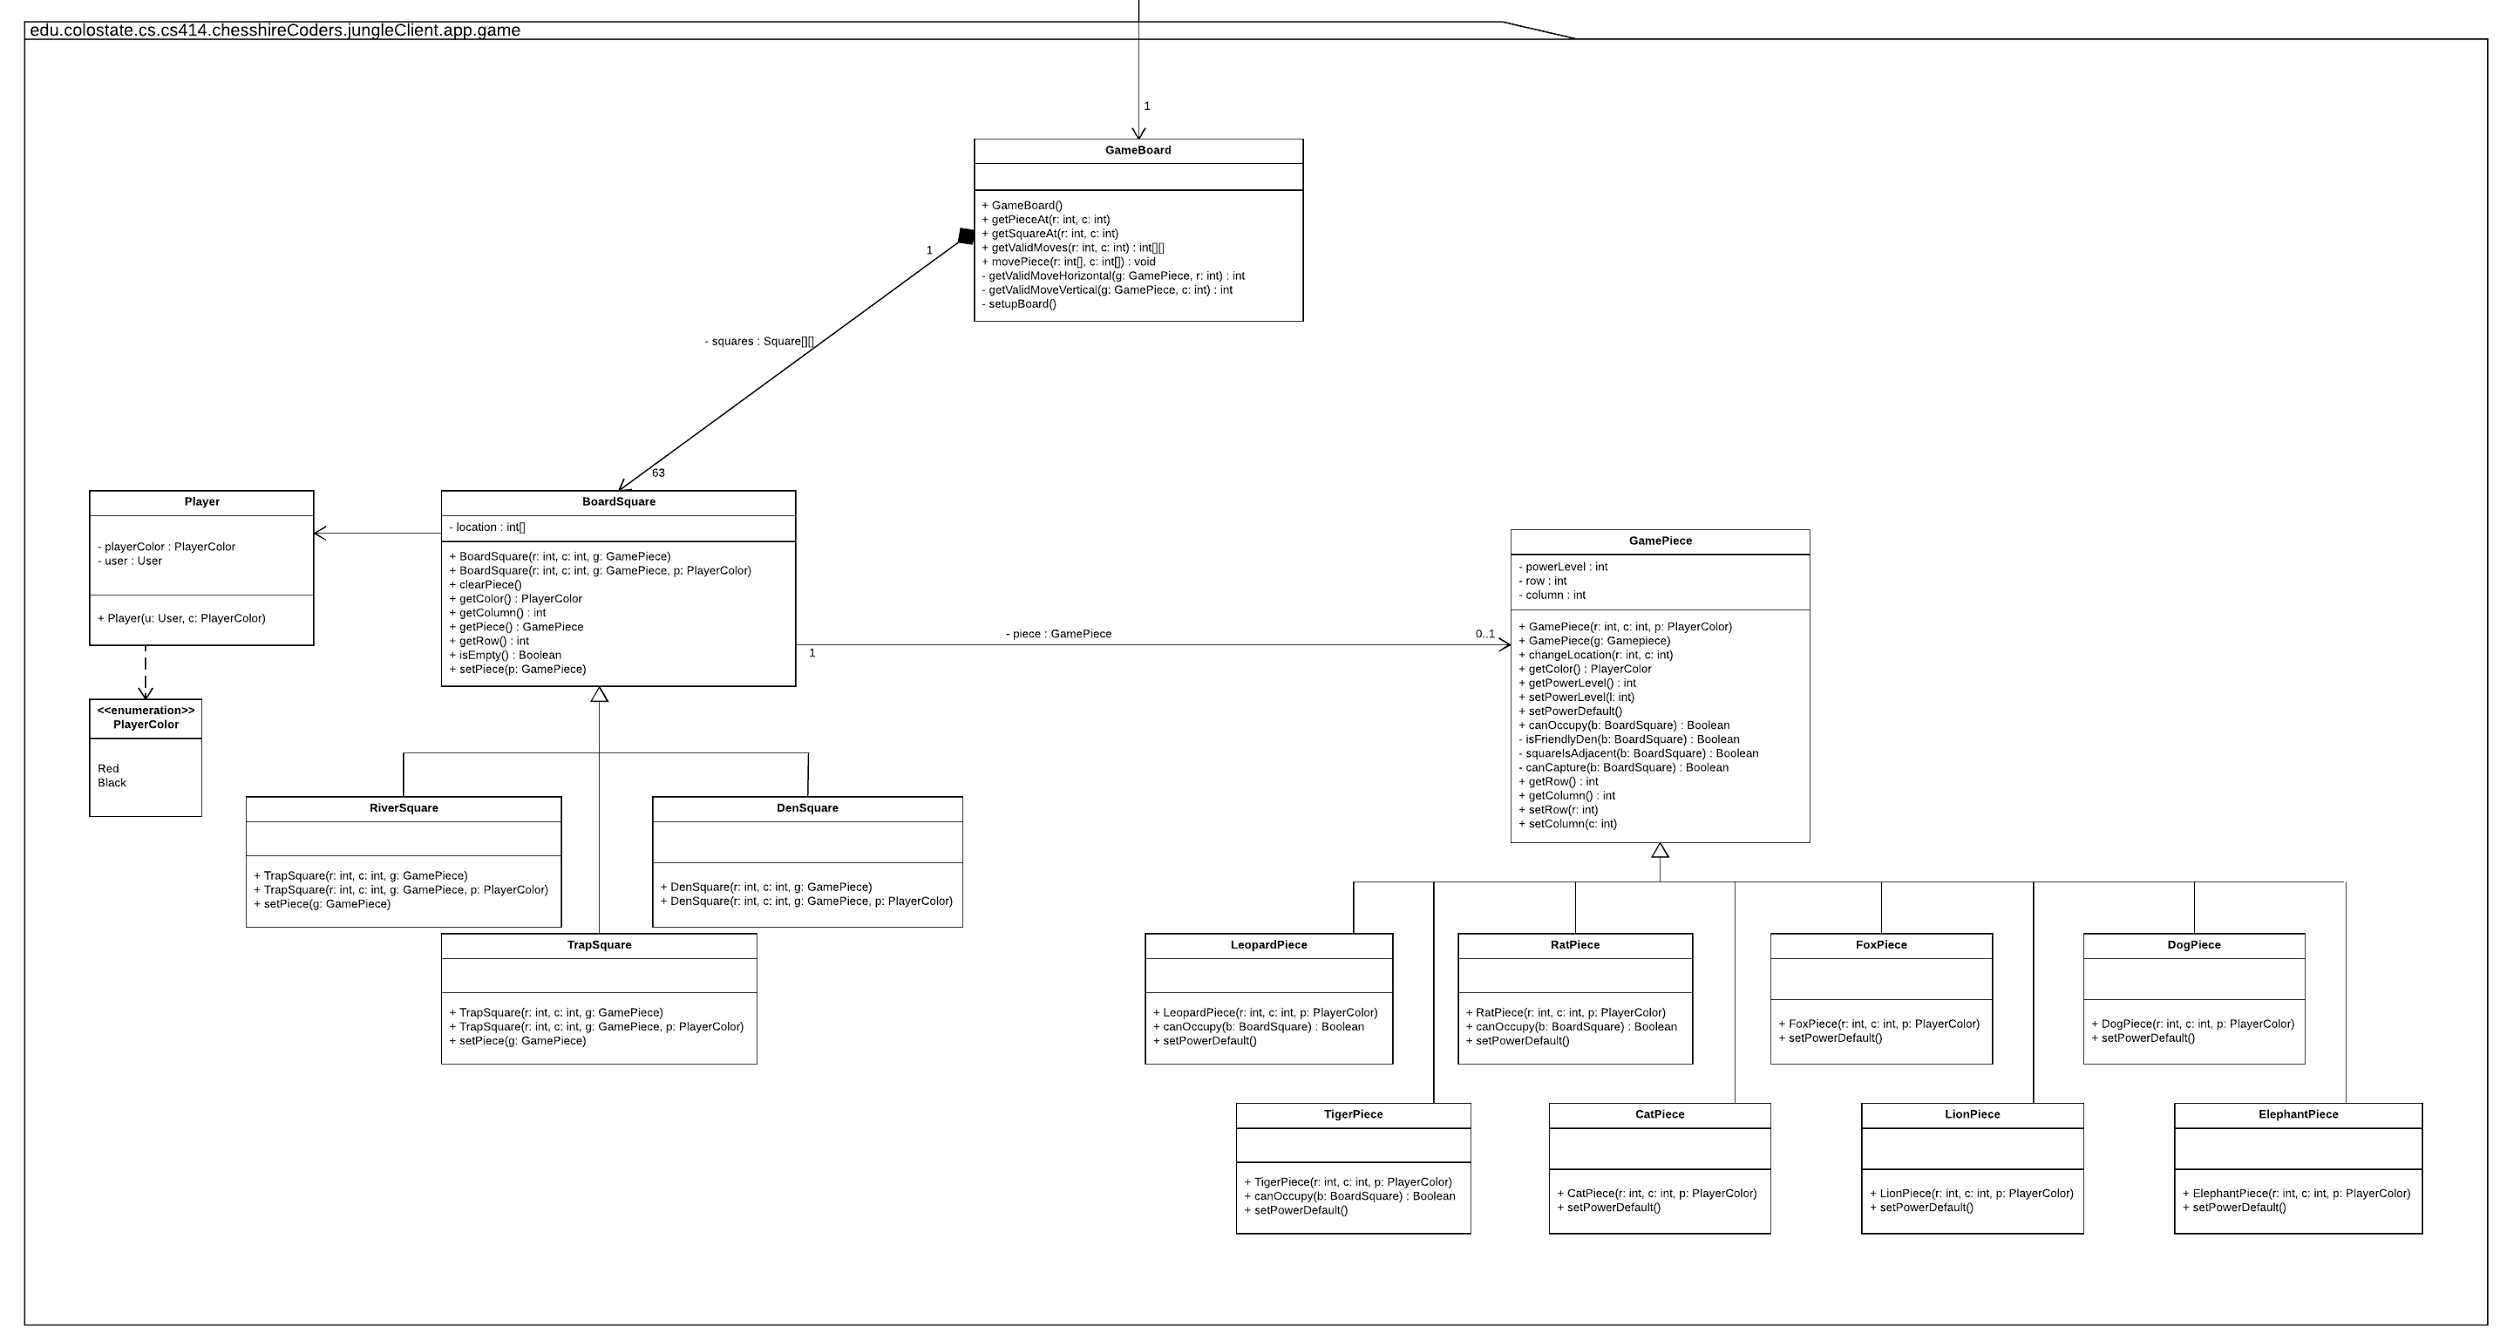 edu.colostate.cs.cs414.chesshireCoders.jungleClient.app.game
1
GameBoard
+ GameBoard()
+ getPieceAt(r: int, c: int)
+ getSquareAt(r: int, c: int)
+ getValidMoves(r: int, c: int) : int[][]
+ movePiece(r: int[], c: int[]) : void
- getValidMoveHorizontal(g: GamePiece, r: int) : int
- getValidMoveVertical(g: GamePiece, c: int) : int
- setupBoard()
1
- squares : Square[][]
63
Player
- playerColor : PlayerColor
- user : User
+ Player(u: User, c: PlayerColor)
<<enumeration>>
PlayerColor
Red
Black
BoardSquare
- location : int[]
+ BoardSquare(r: int, c: int, g: GamePiece)
+ BoardSquare(r: int, c: int, g: GamePiece, p: PlayerColor)
+ clearPiece()
+ getColor() : PlayerColor
+ getColumn() : int
+ getPiece() : GamePiece
+ getRow() : int
+ isEmpty() : Boolean
+ setPiece(p: GamePiece)
1
- piece : GamePiece
0..1
GamePiece
- powerLevel : int
- row : int
- column : int
+ GamePiece(r: int, c: int, p: PlayerColor)
+ GamePiece(g: Gamepiece)
+ changeLocation(r: int, c: int)
+ getColor() : PlayerColor
+ getPowerLevel() : int
+ setPowerLevel(l: int)
+ setPowerDefault()
+ canOccupy(b: BoardSquare) : Boolean
- isFriendlyDen(b: BoardSquare) : Boolean
- squareIsAdjacent(b: BoardSquare) : Boolean
- canCapture(b: BoardSquare) : Boolean
+ getRow() : int
+ getColumn() : int
+ setRow(r: int)
+ setColumn(c: int)
RiverSquare
+ TrapSquare(r: int, c: int, g: GamePiece)
+ TrapSquare(r: int, c: int, g: GamePiece, p: PlayerColor)
+ setPiece(g: GamePiece)
DenSquare
+ DenSquare(r: int, c: int, g: GamePiece)
+ DenSquare(r: int, c: int, g: GamePiece, p: PlayerColor)
TrapSquare
+ TrapSquare(r: int, c: int, g: GamePiece)
+ TrapSquare(r: int, c: int, g: GamePiece, p: PlayerColor)
+ setPiece(g: GamePiece)
LeopardPiece
+ LeopardPiece(r: int, c: int, p: PlayerColor)
+ canOccupy(b: BoardSquare) : Boolean
+ setPowerDefault()
RatPiece
+ RatPiece(r: int, c: int, p: PlayerColor)
+ canOccupy(b: BoardSquare) : Boolean
+ setPowerDefault()
FoxPiece
+ FoxPiece(r: int, c: int, p: PlayerColor)
+ setPowerDefault()
DogPiece
+ DogPiece(r: int, c: int, p: PlayerColor)
+ setPowerDefault()
TigerPiece
+ TigerPiece(r: int, c: int, p: PlayerColor)
+ canOccupy(b: BoardSquare) : Boolean
+ setPowerDefault()
CatPiece
+ CatPiece(r: int, c: int, p: PlayerColor)
+ setPowerDefault()
LionPiece
+ LionPiece(r: int, c: int, p: PlayerColor)
+ setPowerDefault()
ElephantPiece
+ ElephantPiece(r: int, c: int, p: PlayerColor)
+ setPowerDefault()